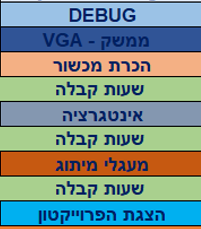 DEBUG
ממשק - VGA
הכרת מכשור
שעות קבלה
אינטגרציה
שעות קבלה
מעגלי מיתוג
שעות קבלה
הצגת הפרוייקטון